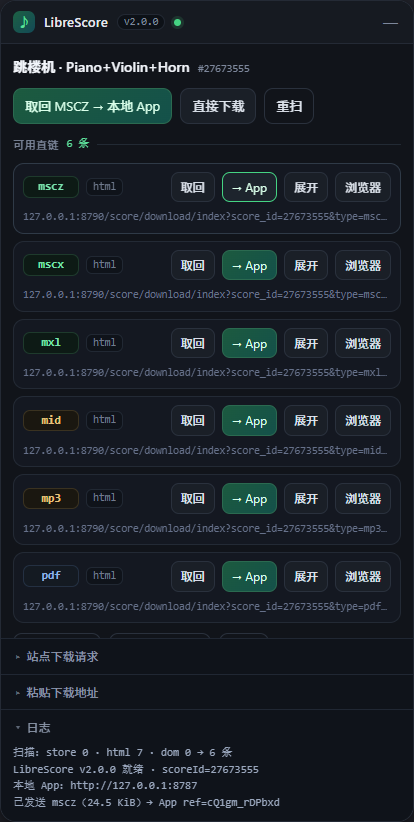 LibreScore v2.0.0
跳楼机 · Piano+Violin+Horn #27673555
取回 MSCZ → 本地 App 直接下载 重扫
可用直链 6 条
mscz html 取回 → App 展开 浏览器
127.0.0.1:8790/score/download/index?score_id=27673555&type=msc…
mscx html 取回 → App 展开 浏览器
127.0.0.1:8790/score/download/index?score_id=27673555&type=msc…
mxl html 取回 → App 展开 浏览器
127.0.0.1:8790/score/download/index?score_id=27673555&type=mxl…
mid html 取回 → App 展开 浏览器
127.0.0.1:8790/score/download/index?score_id=27673555&type=mid…
mp3 html 取回 → App 展开 浏览器
127.0.0.1:8790/score/download/index?score_id=27673555&type=mp3…
pdf html 取回 → App 展开 浏览器
127.0.0.1:8790/score/download/index?score_id=27673555&type=pdf…
站点下载请求
粘贴下载地址
日志
扫描: store 0 · html 7 · dom 0 → 6 条
LibreScore v2.0.0 就绪 · scoreId=27673555
本地 App: http://127.0.0.1:8787
已发送 mscz (24.5 KiB) → App ref=cQ1gm_rDPbxd